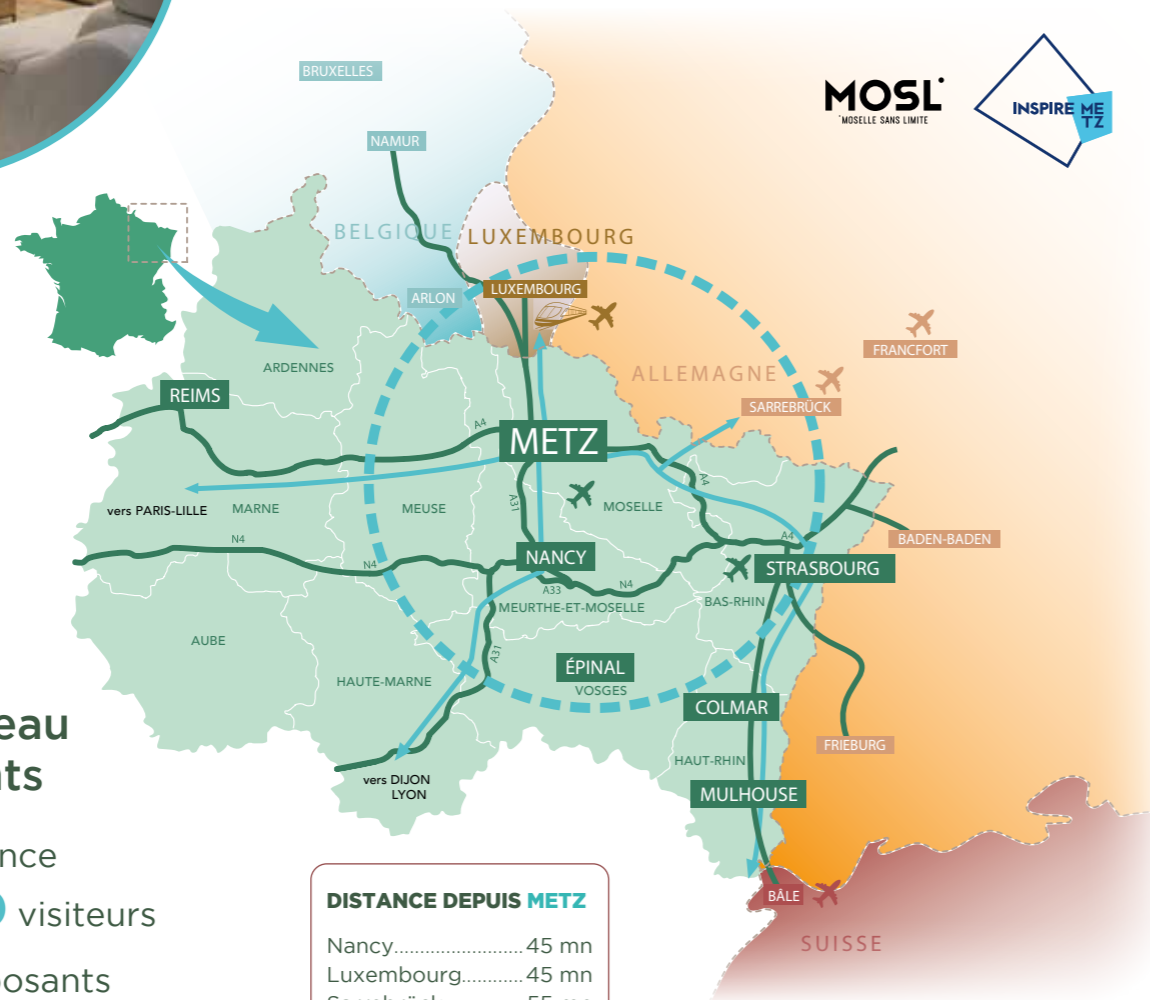 BRUXELLES
MOSL°
*MOSELLE SANS LIMITE
INSPIRE ME
TZ
NAMUR
BELGIQUE
LUXEMBOURG
ARLON
LUXEMBOURG
FRANCFORT
ARDENNES
ALLEMAGNE
REIMS
SARREBRÜCK
A4
METZ
A4
A31
vers PARIS-LILLE
MARNE
MEUSE
MOSELLE
N4
A4
BADEN-BADEN
N4
NANCY
STRASBOURG
A33
N4
MEURTHE-ET-MOSELLE
BAS-RHIN
AUBE
A31
ÉPINAL
HAUTE-MARNE
VOSGES
COLMAR
eau
FRIEBURG
HAUT-RHIN
nts
vers DIJON
LYON
MULHOUSE
nce
visiteurs
BÂLE
SUISSE
posants
DISTANCE DEPUIS METZ
Nancy........................45 mn
Luxembourg............45 mn